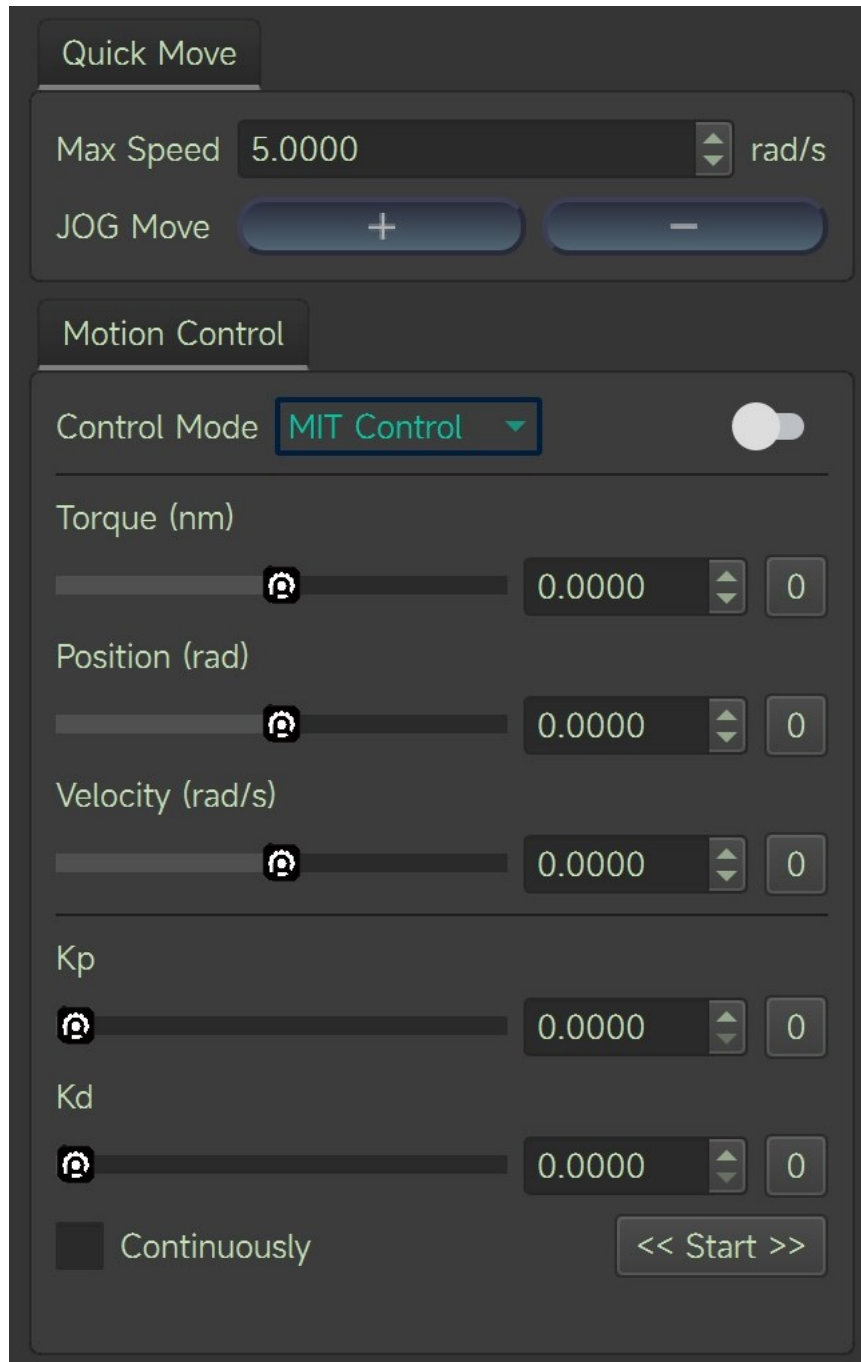 Quick Move
Max Speed 5.0000 rad/s
JOG Move + −
Motion Control
Control Mode MIT Control
Torque (nm)
0.0000 0
Position (rad)
0.0000 0
Velocity (rad/s)
0.0000 0
Kp
0.0000 0
Kd
0.0000 0
Continuously << Start >>